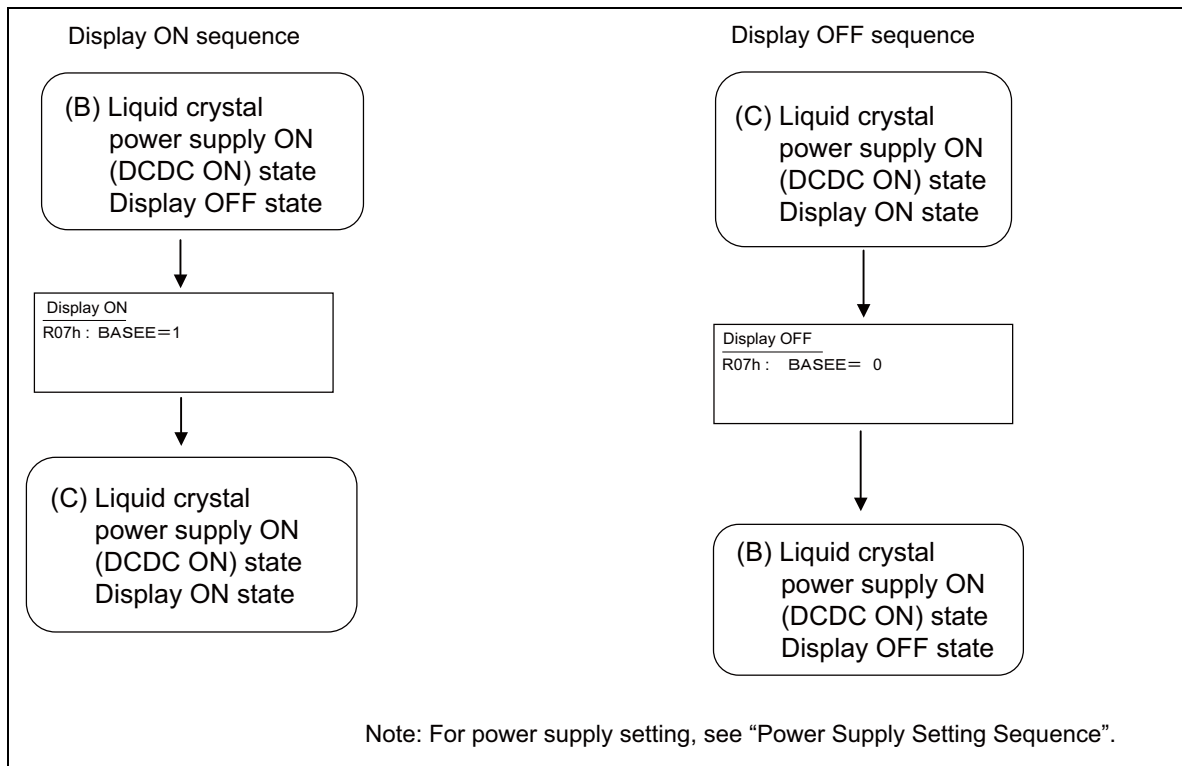 Display ON sequence
(B) Liquid crystal
power supply ON
(DCDC ON) state
Display OFF state
Display ON
R07h : BASEE=1
(C) Liquid crystal
power supply ON
(DCDC ON) state
Display ON state
Display OFF sequence
(C) Liquid crystal
power supply ON
(DCDC ON) state
Display ON state
Display OFF
R07h : BASEE= 0
(B) Liquid crystal
power supply ON
(DCDC ON) state
Display OFF state
Note: For power supply setting, see “Power Supply Setting Sequence”.